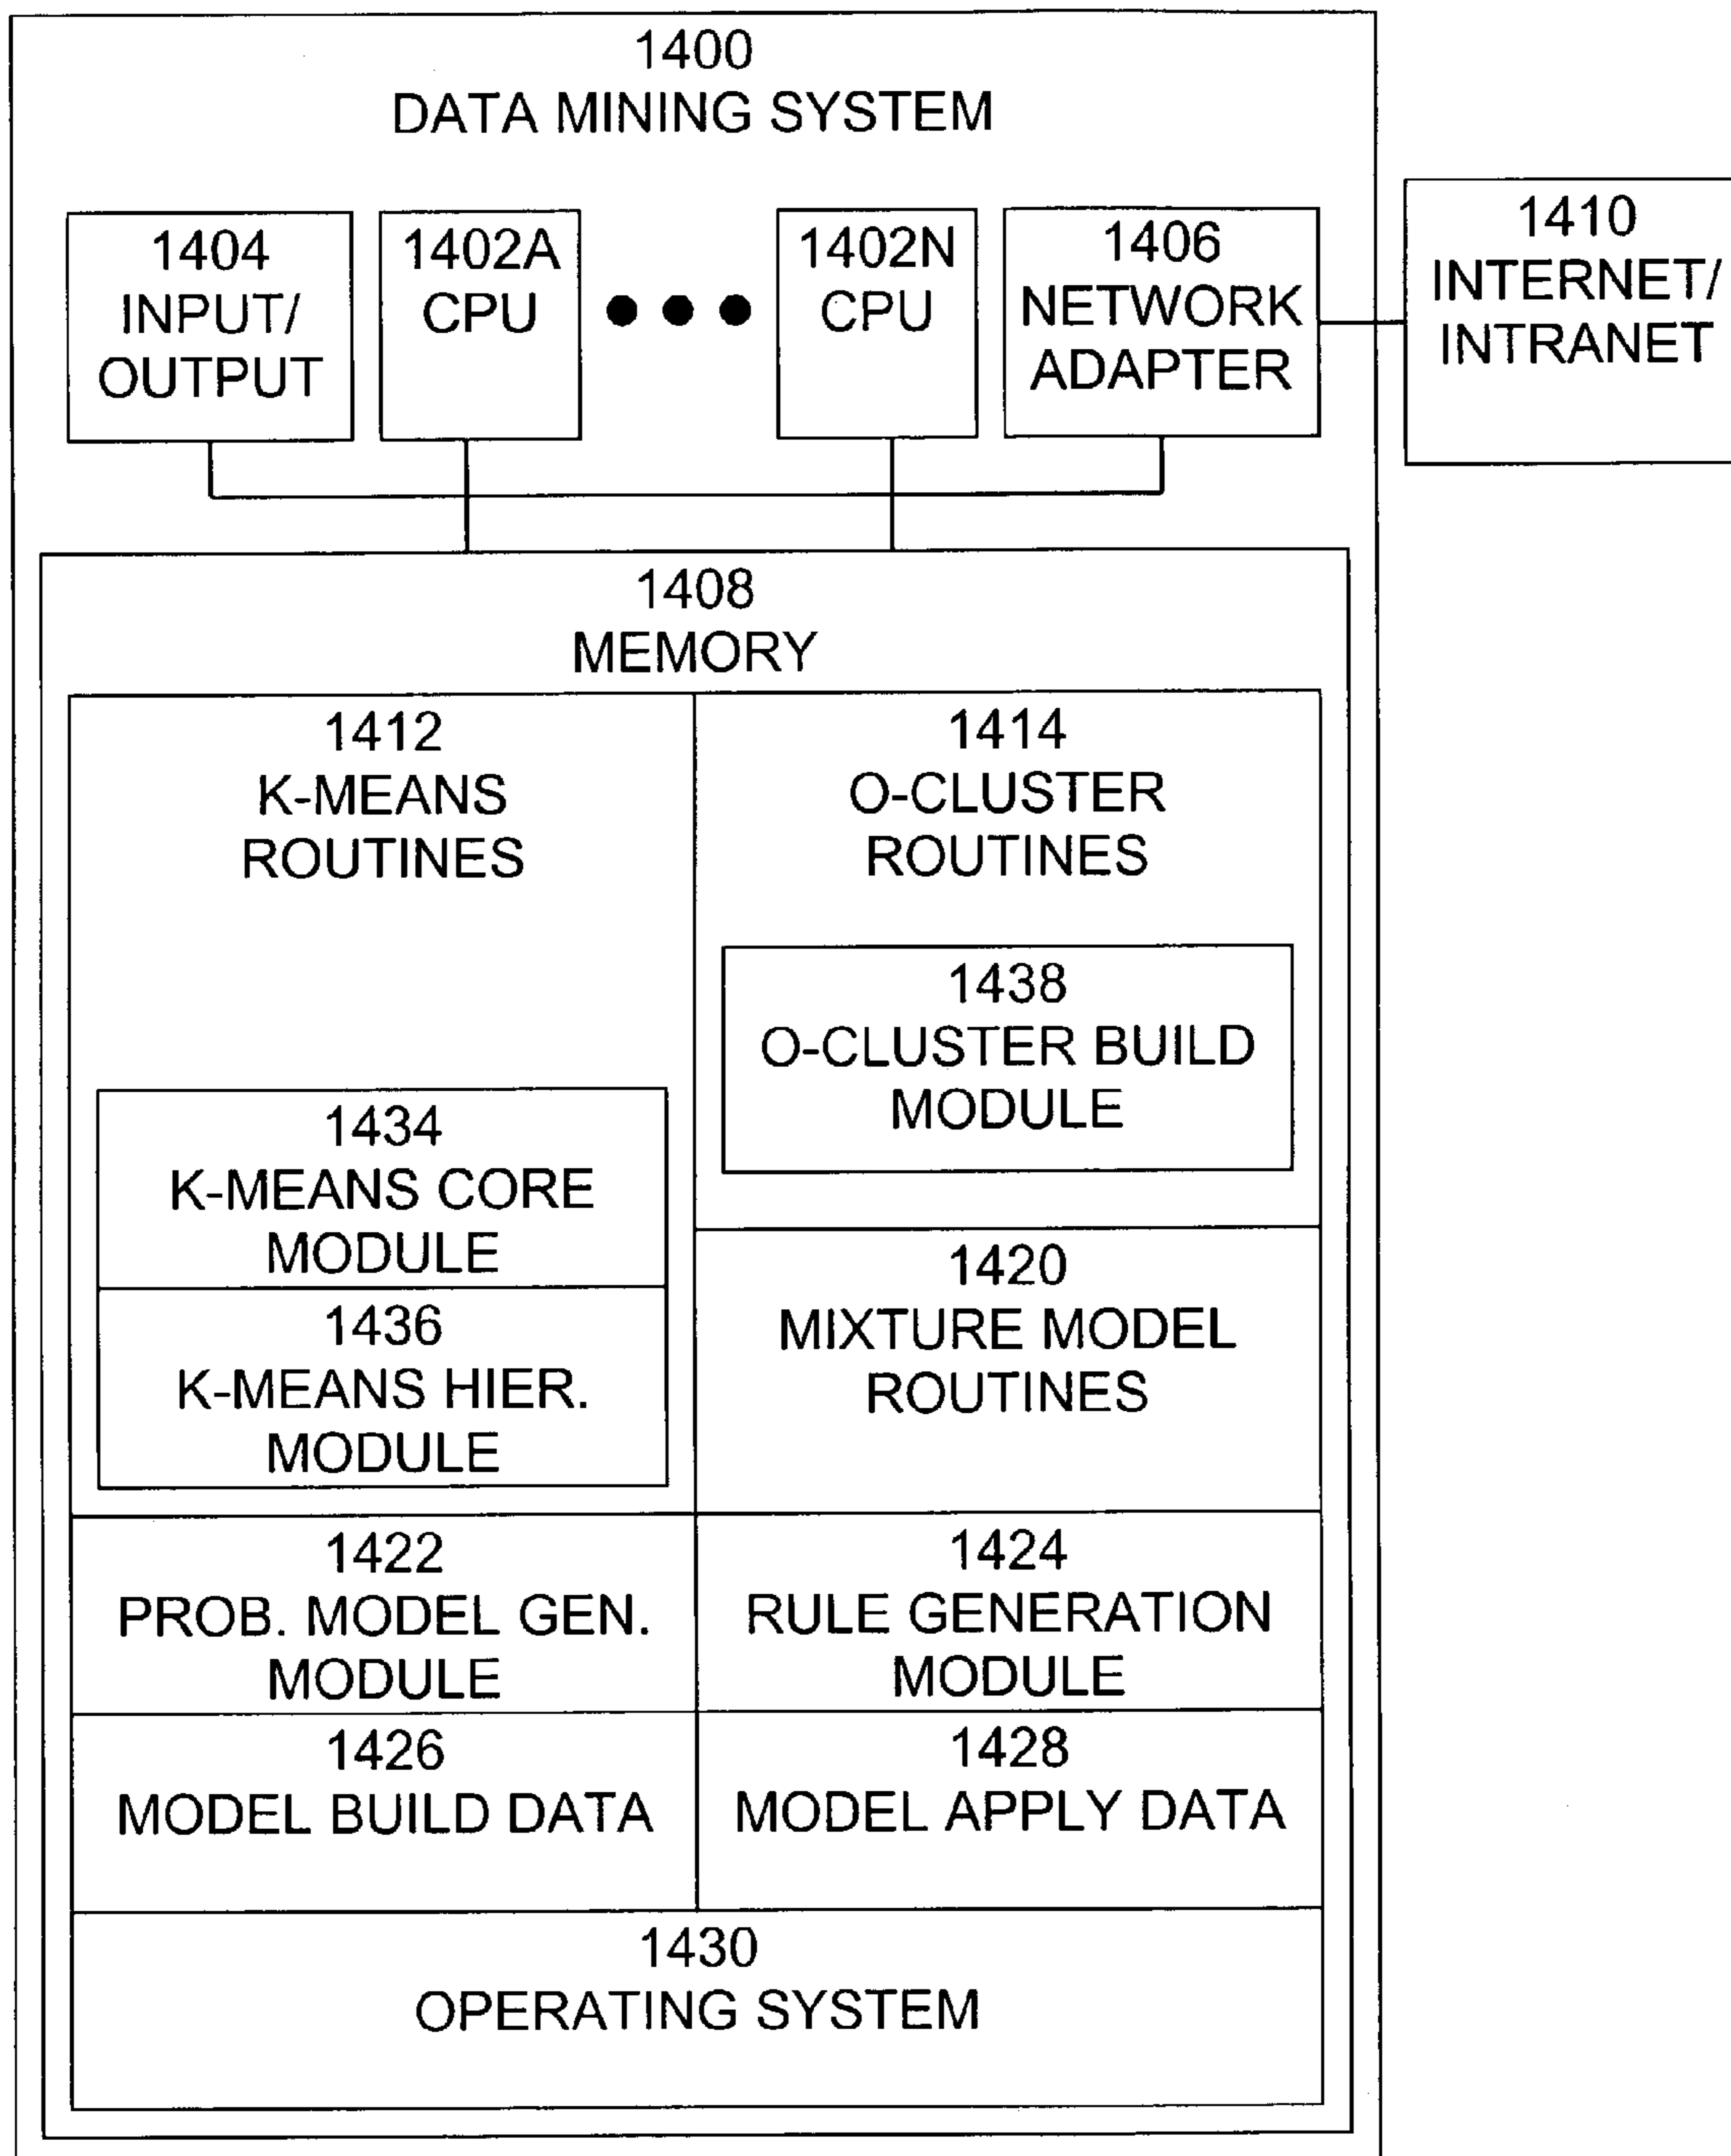 1400
DATA MINING SYSTEM
1404
INPUT/
OUTPUT
1402A
CPU
1402N
CPU
1406
NETWORK
ADAPTER
1410
INTERNET/
INTRANET
1408
MEMORY
1412
K-MEANS
ROUTINES
1434
K-MEANS CORE
MODULE
1436
K-MEANS HIER.
MODULE
1414
O-CLUSTER
ROUTINES
1438
O-CLUSTER BUILD
MODULE
1420
MIXTURE MODEL
ROUTINES
1422
PROB. MODEL GEN.
MODULE
1424
RULE GENERATION
MODULE
1426
MODEL BUILD DATA
1428
MODEL APPLY DATA
1430
OPERATING SYSTEM